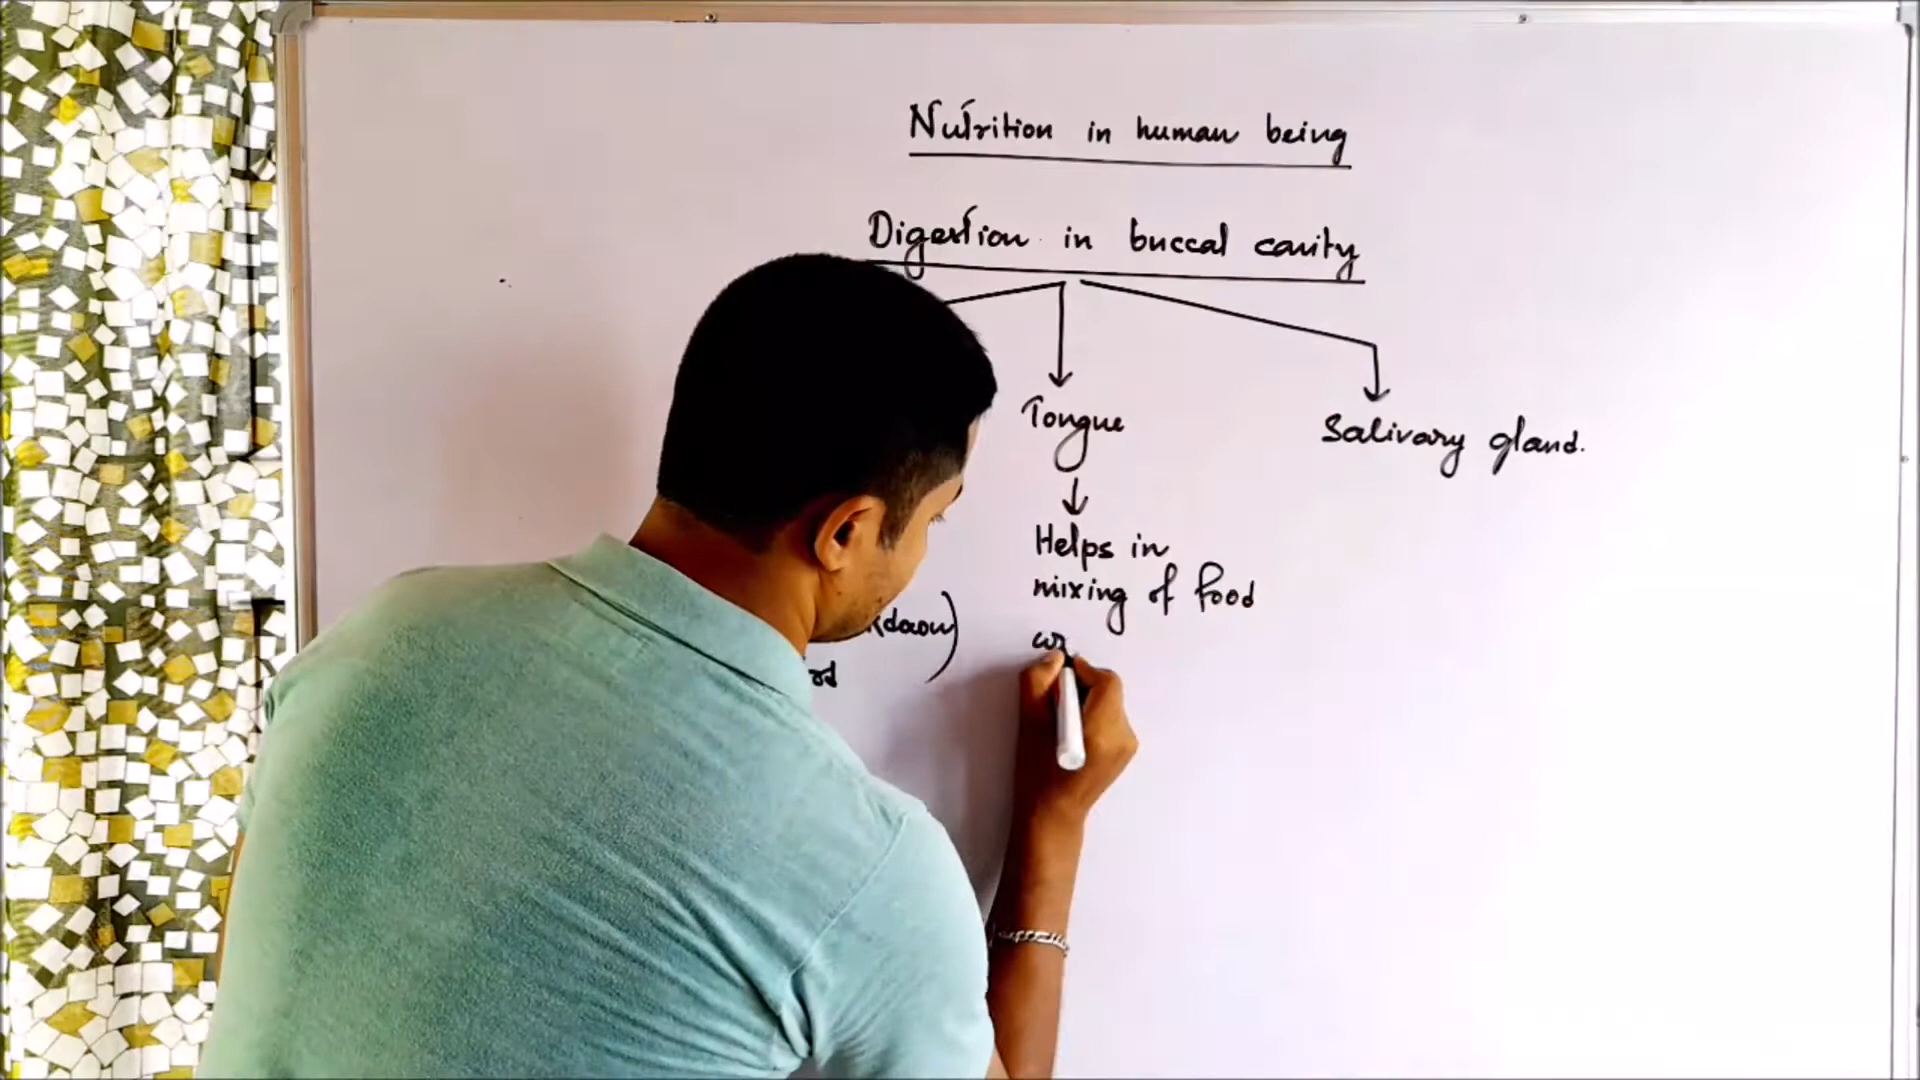 Nutrition in human being
Digestion in buccal cavity
Tongue
Salivary gland.
Helps in
mixing of food